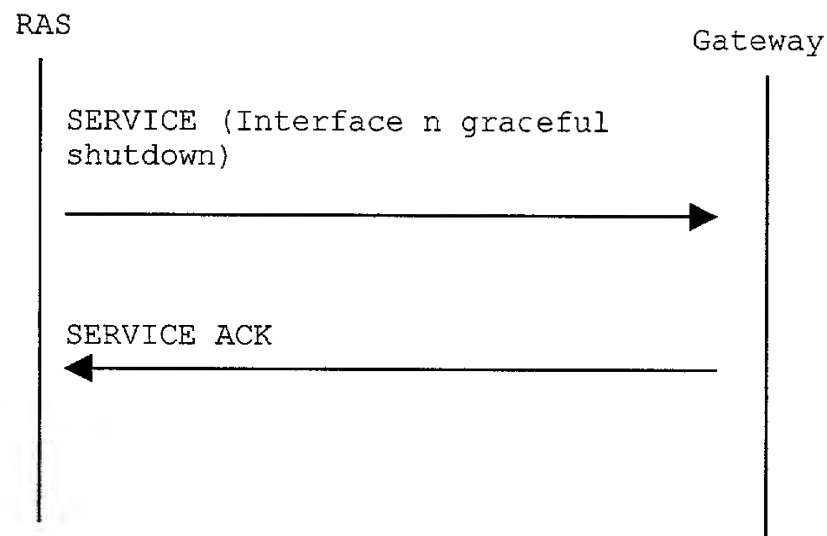 RAS
Gateway
SERVICE (Interface n graceful
shutdown)
SERVICE ACK